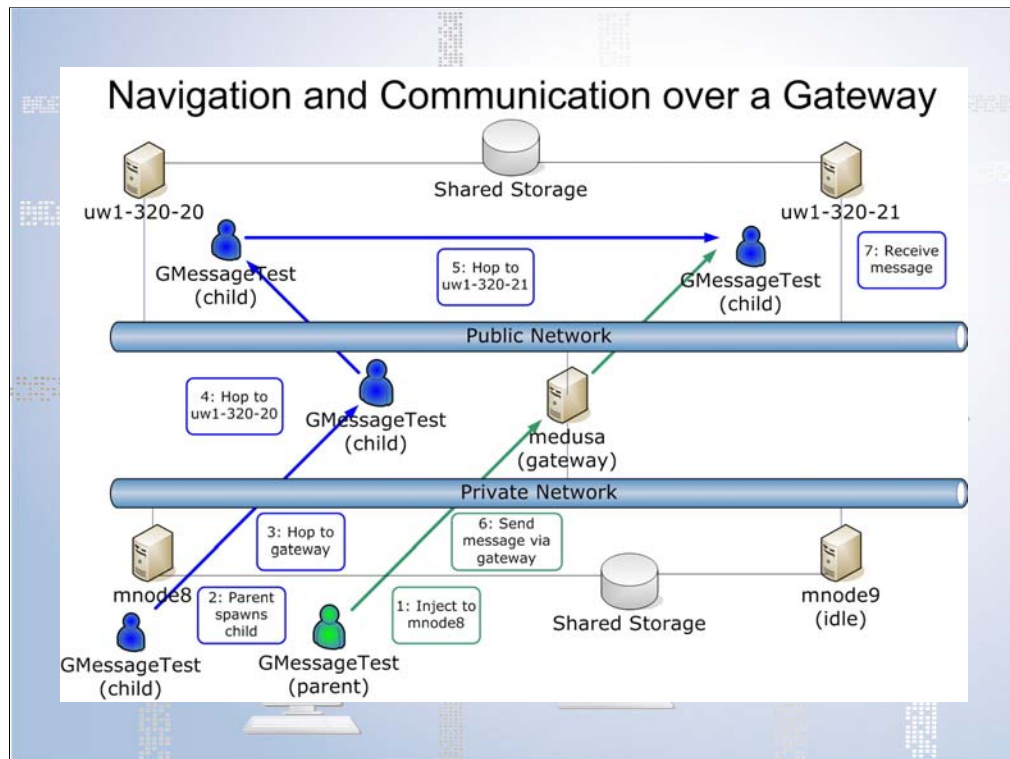 Navigation and Communication over a Gateway
Shared Storage
uw1-320-20
uw1-320-21
GMessageTest
(child)
5: Hop to
uw1-320-21
GMessageTest
(child)
7: Receive
message
Public Network
4: Hop to
uw1-320-20
GMessageTest
(child)
medusa
(gateway)
Private Network
3: Hop to
gateway
6: Send
message via
gateway
mnode8
2: Parent
spawns
child
1: Inject to
mnode8
Shared Storage
mnode9
(idle)
GMessageTest
(child)
GMessageTest
(parent)